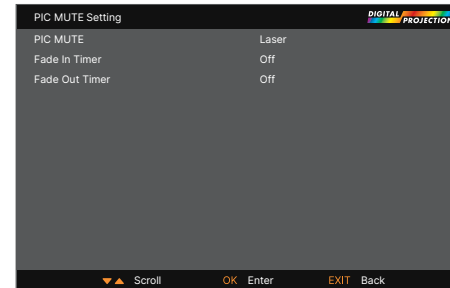 PIC MUTE Setting
DIGITAL PROJECTION
PIC MUTE Laser
Fade In Timer Off
Fade Out Timer Off
▼▲ Scroll OK Enter EXIT Back